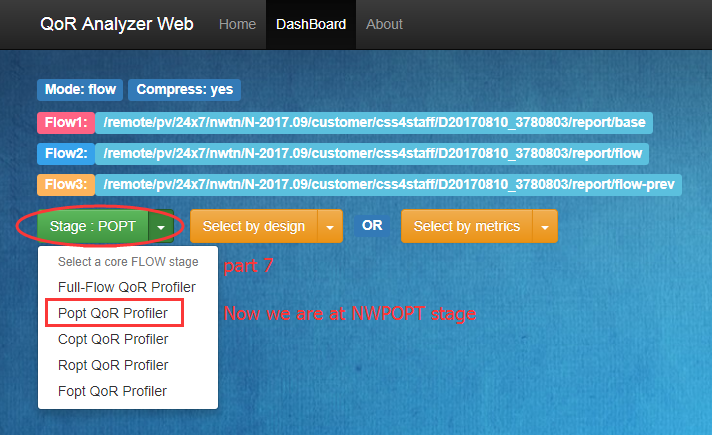 QoR Analyzer Web Home DashBoard About
Mode: flow Compress: yes
Flow1: /remote/pv/24x7/nwtn/N-2017.09/customer/css4staff/D20170810_3780803/report/base
Flow2: /remote/pv/24x7/nwtn/N-2017.09/customer/css4staff/D20170810_3780803/report/flow
Flow3: /remote/pv/24x7/nwtn/N-2017.09/customer/css4staff/D20170810_3780803/report/flow-prev
Stage : POPT Select by design OR Select by metrics
Select a core FLOW stage
part 7
Full-Flow QoR Profiler
Popt QoR Profiler
Now we are at NWPOPT stage
Copt QoR Profiler
Ropt QoR Profiler
Fopt QoR Profiler